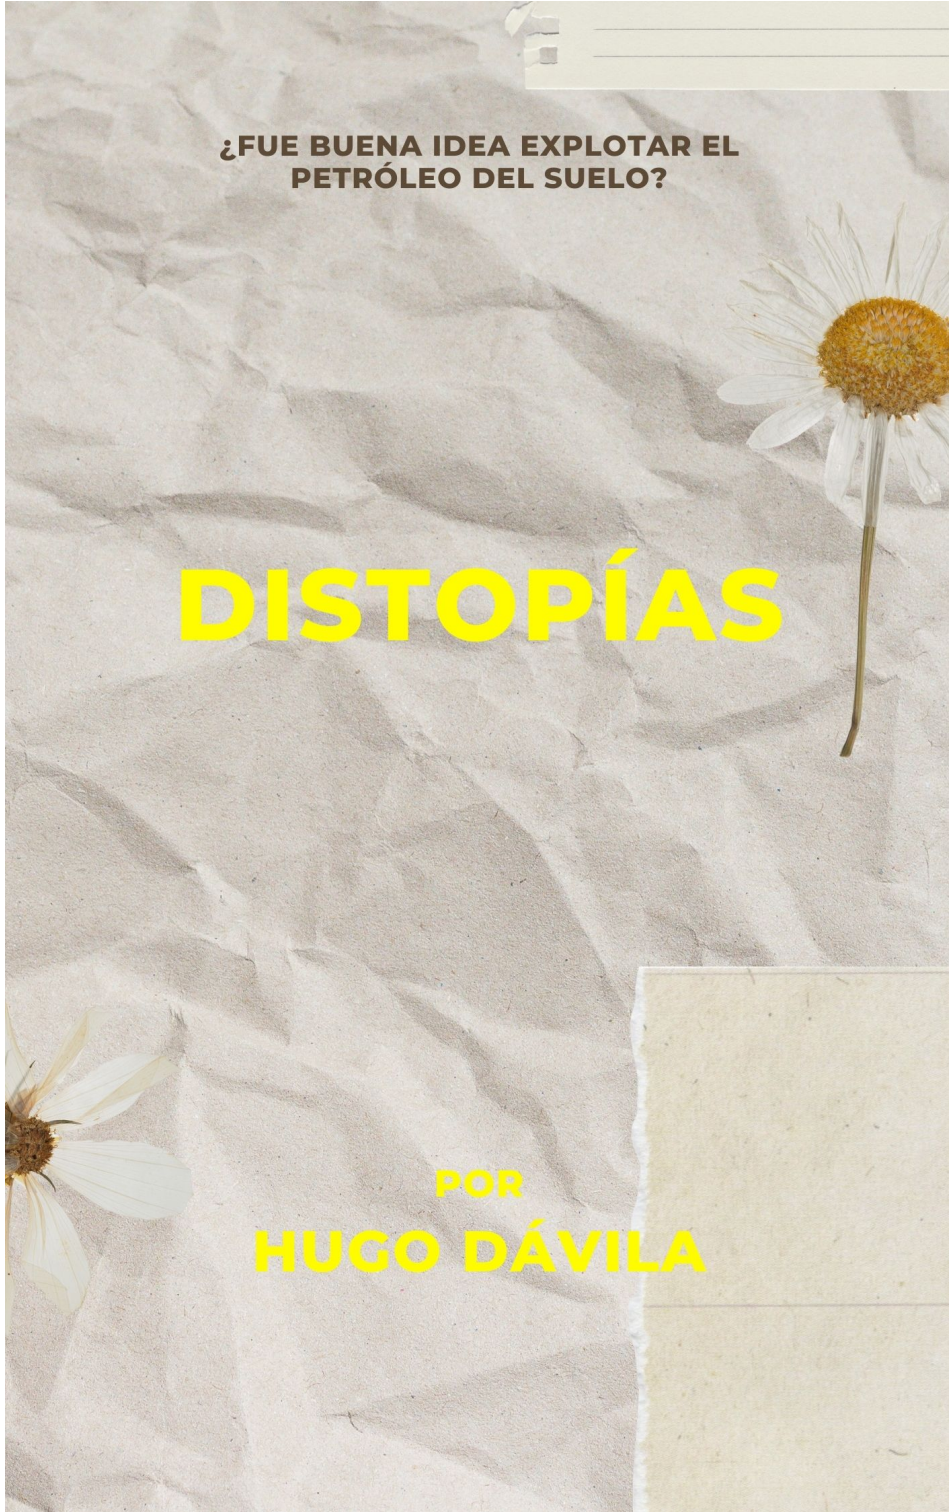 ¿FUE BUENA IDEA EXPLOTAR EL
PETRÓLEO DEL SUELO?
DISTOPÍAS
POR
HUGO DÁVILA